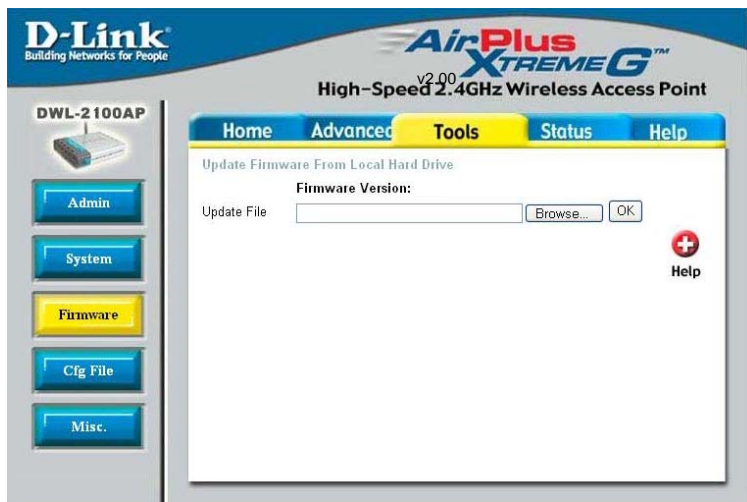 D-Link
Building Networks for People
AirPlus
XTREME G™
v2.00
High-Speed 2.4GHz Wireless Access Point
DWL-2100AP
Home Advanced Tools Status Help
Update Firmware From Local Hard Drive
Firmware Version:
Update File Browse... OK
Help
Admin
System
Firmware
Cfg File
Misc.